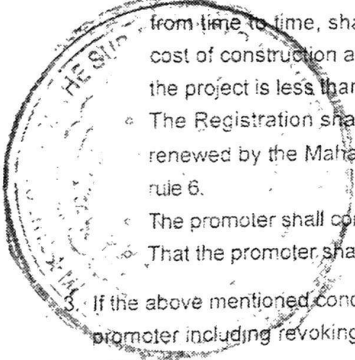 from time to time, sha
cost of construction a
the project is less than
The Registration sha
renewed by the Maha
rule 6.
The promoter shall co
That the promoter sha
3. If the above mentioned cond
promoter including revoking